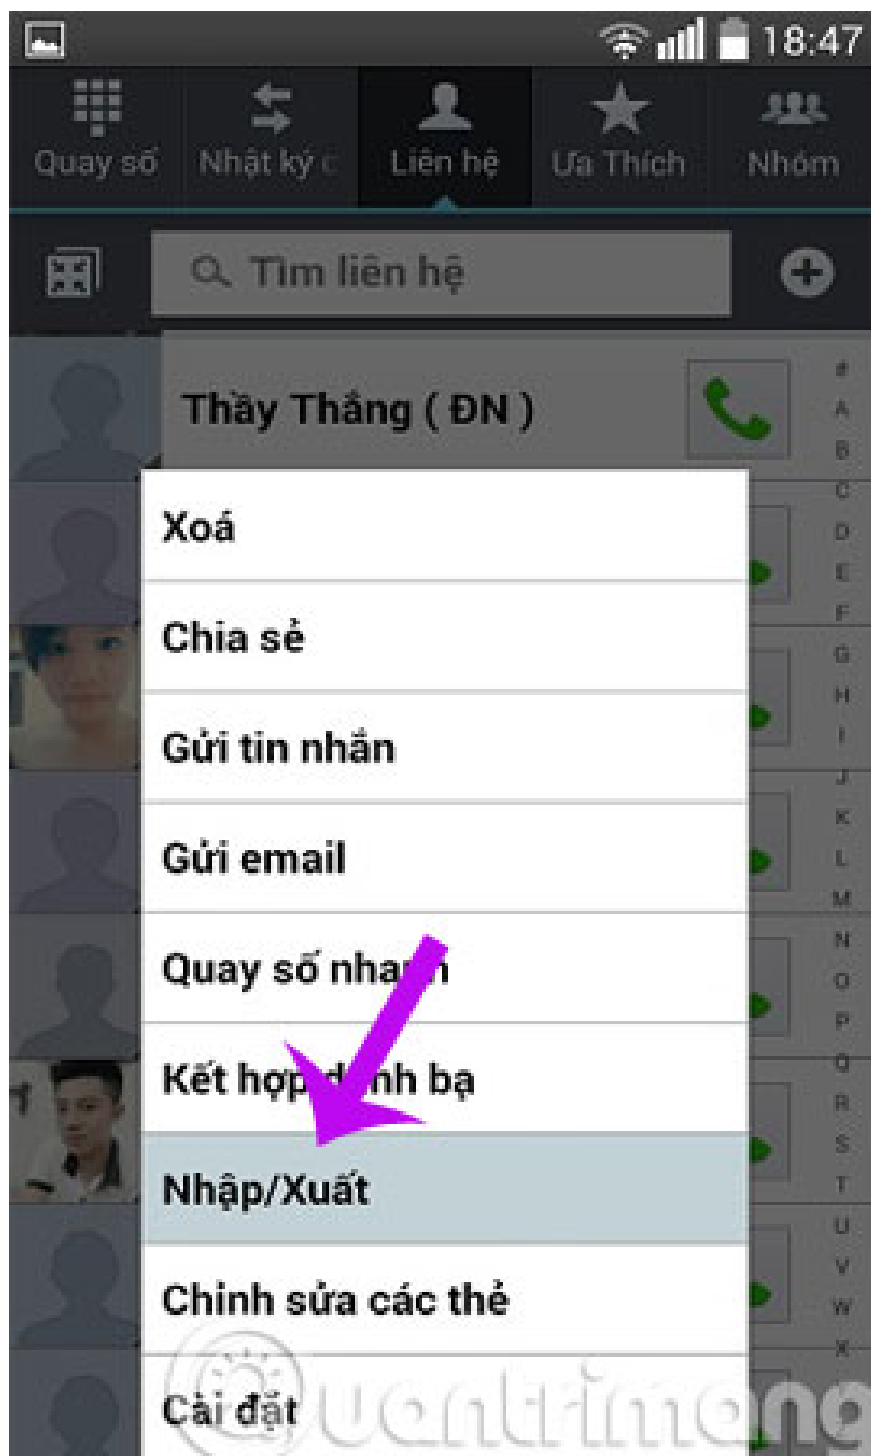 18:47
Quay số
Nhật ký c
Liên hệ
Ưa Thích
Nhóm
Tìm liên hệ
Thầy Thắng ( ĐN )
#
A
B
C
D
E
F
G
H
I
J
K
L
M
N
O
P
Q
R
S
T
U
V
W
X
Xoá
Chia sẻ
Gửi tin nhắn
Gửi email
Quay số nhanh
Kết hợp danh bạ
Nhập/Xuất
Chỉnh sửa các thẻ
Cài đặt
Quantrimang